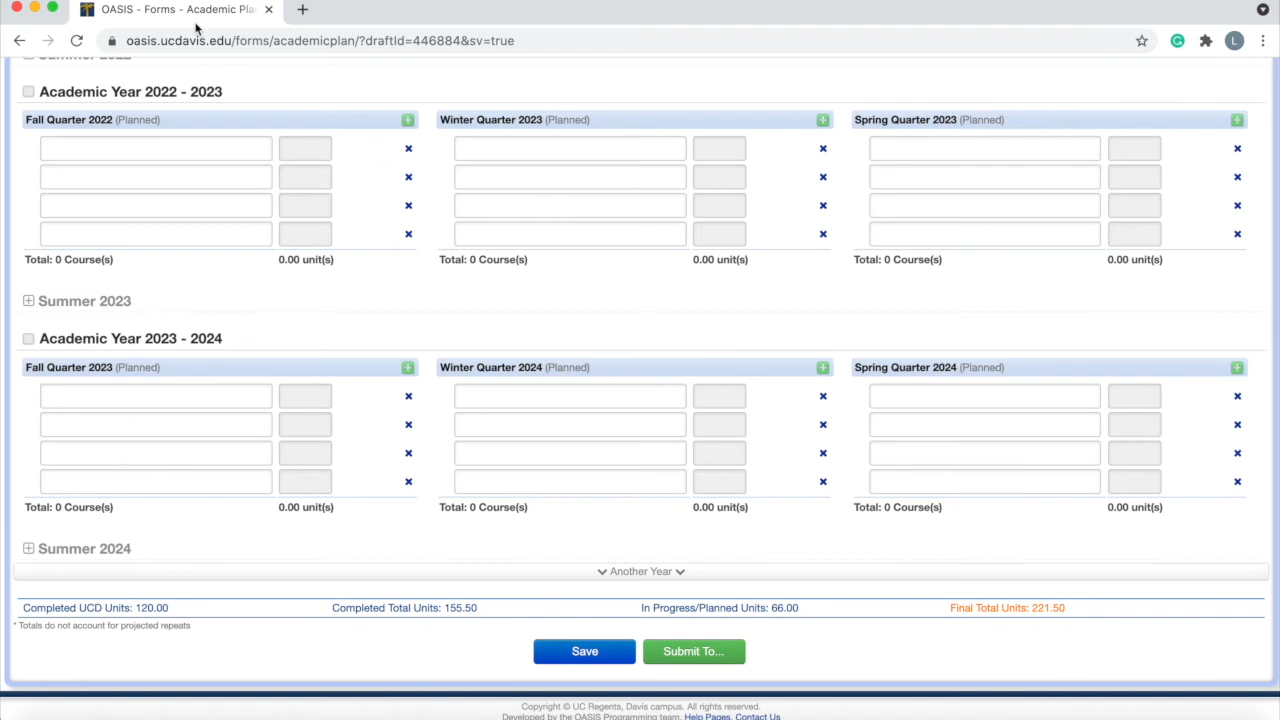 OASIS - Forms - Academic Pla
oasis.ucdavis.edu/forms/academicplan/?draftId=446884&sv=true
L
Summer 2022
Academic Year 2022 - 2023
Fall Quarter 2022 (Planned) Winter Quarter 2023 (Planned) Spring Quarter 2023 (Planned)
Total: 0 Course(s) 0.00 unit(s) Total: 0 Course(s) 0.00 unit(s) Total: 0 Course(s) 0.00 unit(s)
Summer 2023
Academic Year 2023 - 2024
Fall Quarter 2023 (Planned) Winter Quarter 2024 (Planned) Spring Quarter 2024 (Planned)
Total: 0 Course(s) 0.00 unit(s) Total: 0 Course(s) 0.00 unit(s) Total: 0 Course(s) 0.00 unit(s)
Summer 2024
Another Year
Completed UCD Units: 120.00 Completed Total Units: 155.50 In Progress/Planned Units: 66.00 Final Total Units: 221.50
* Totals do not account for projected repeats
Save Submit To...
Copyright © UC Regents, Davis campus. All rights reserved.
Developed by the OASIS Programming team. Help Pages, Contact Us